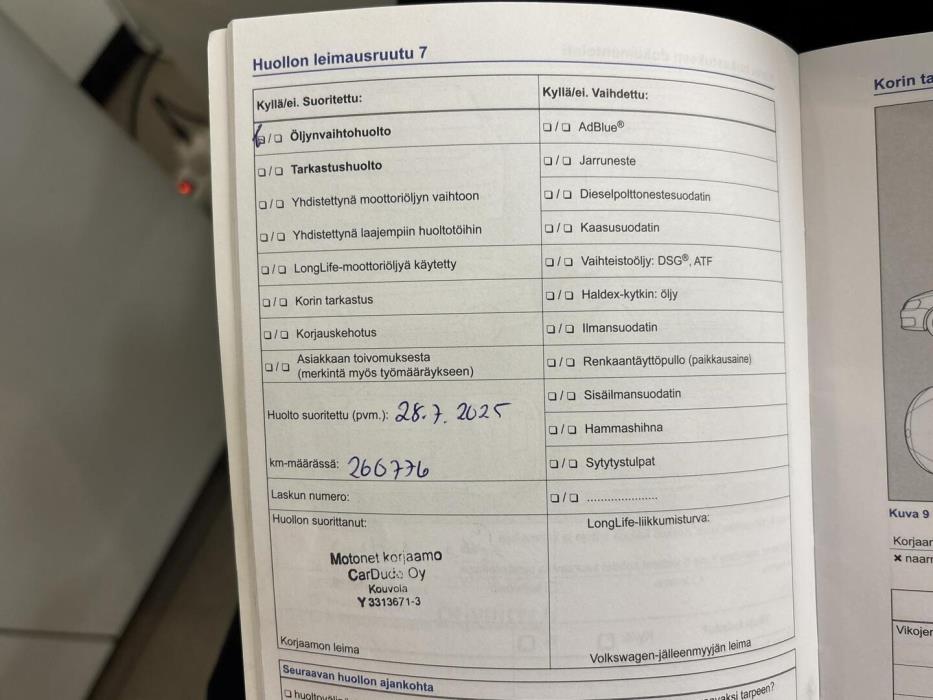 Huollon leimausruutu 7
Kyllä/ei. Suoritettu:
Öljynvaihtohuolto
Tarkastushuolto
Yhdistettynä moottoriöljyn vaihtoon
Yhdistettynä laajempiin huoltotöihin
LongLife-moottoriöljyä käytetty
Korin tarkastus
Korjauskehotus
Asiakkaan toivomuksesta
(merkintä myös työmääräykseen)
Huolto suoritettu (pvm.): 28.7.2025
km-määrässä: 266776
Laskun numero:
Huollon suorittanut:
Motonet korjaamo
CarDude Oy
Kouvola
Y 3313671-3
Korjaamon leima
Kyllä/ei. Vaihdettu:
AdBlue®
Jarruneste
Dieselpolttonestesuodatin
Kaasusuodatin
Vaihteistoöljy: DSG®, ATF
Haldex-kytkin: öljy
Ilmansuodatin
Renkaantäyttöpullo (paikkausaine)
Sisäilmansuodatin
Hammashihna
Sytytystulpat
.....................
LongLife-liikkumisturva:
Volkswagen-jälleenmyyjän leima
Seuraavan huollon ajankohta
tarpeen?
Korin
Kuva 9